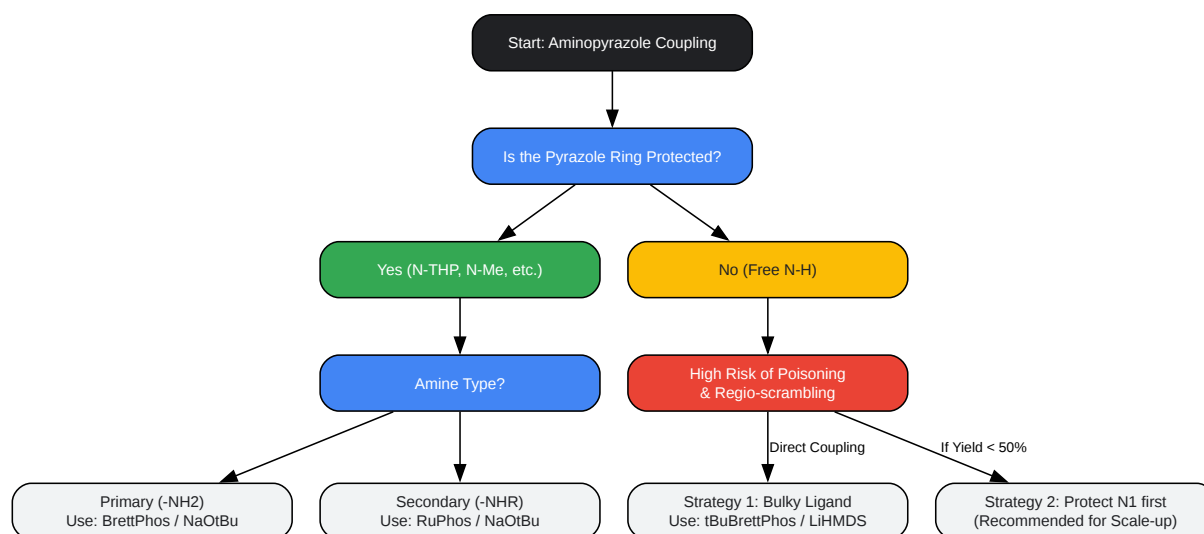 Start: Aminopyrazole Coupling
Is the Pyrazole Ring Protected?
Yes (N-THP, N-Me, etc.)
No (Free N-H)
Amine Type?
High Risk of Poisoning
& Regio-scrambling
Direct Coupling
If Yield < 50%
Primary (-NH2)
Use: BrettPhos / NaOtBu
Secondary (-NHR)
Use: RuPhos / NaOtBu
Strategy 1: Bulky Ligand
Use: tBuBrettPhos / LiHMDS
Strategy 2: Protect N1 first
(Recommended for Scale-up)